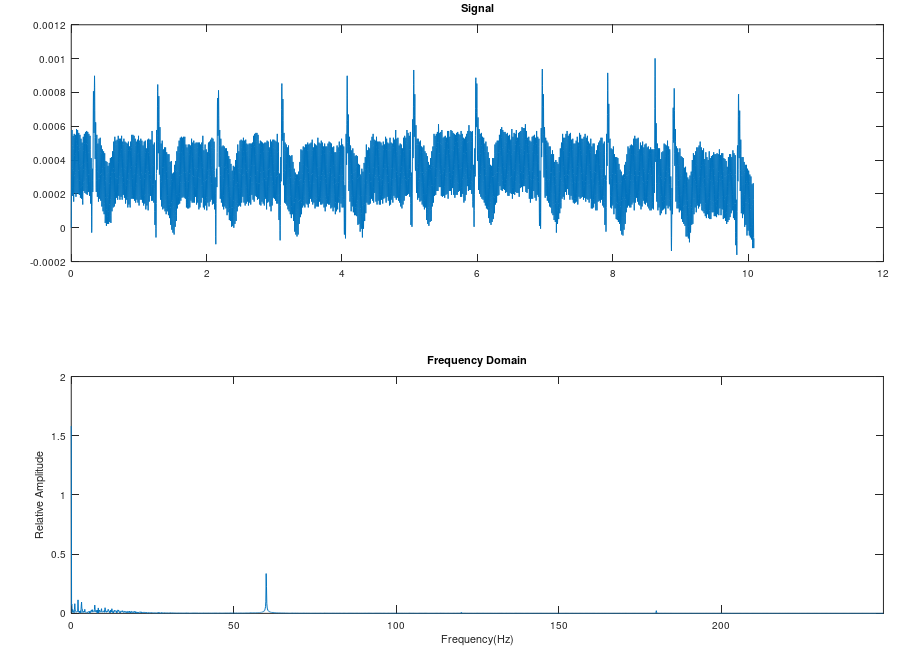 Signal
0.0012
0.001
0.0008
0.0006
0.0004
0.0002
0
-0.0002
0 2 4 6 8 10 12
Frequency Domain
2
1.5
1
0.5
0
Relative Amplitude
0 50 100 150 200
Frequency(Hz)